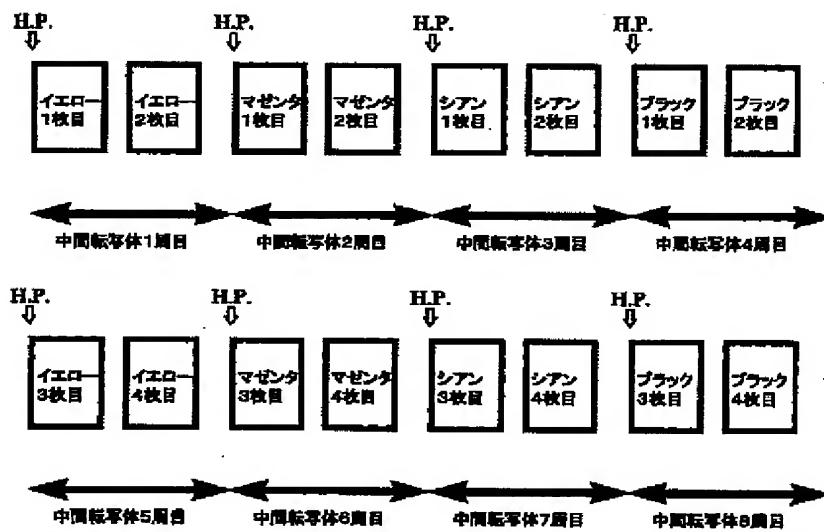 H.P. H.P. H.P. H.P.
イエロー イエロー マゼンタ マゼンタ シアン シアン ブラック ブラック
1枚目 2枚目 1枚目 2枚目 1枚目 2枚目 1枚目 2枚目
中間転写体1周目 中間転写体2周目 中間転写体3周目 中間転写体4周目
H.P. H.P. H.P. H.P.
イエロー イエロー マゼンタ マゼンタ シアン シアン ブラック ブラック
3枚目 4枚目 3枚目 4枚目 3枚目 4枚目 3枚目 4枚目
中間転写体5周目 中間転写体6周目 中間転写体7周目 中間転写体8周目